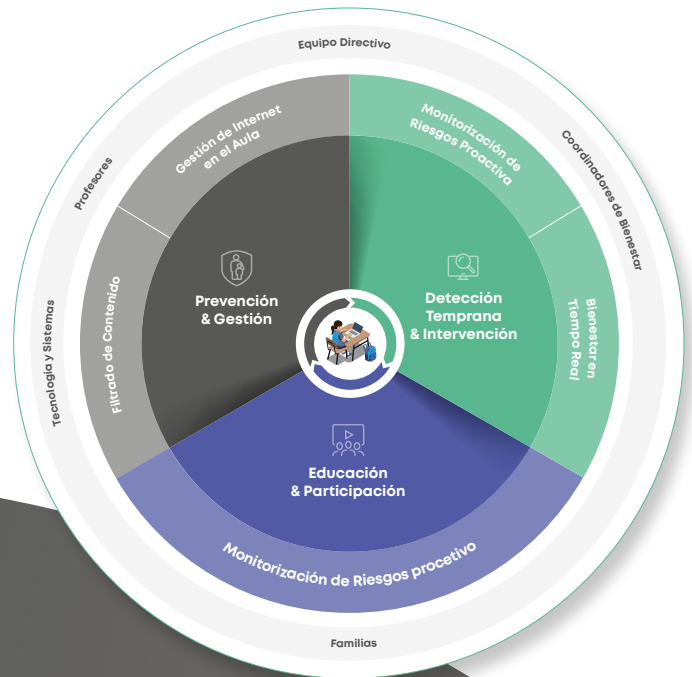 Equipo Directivo
Profesores
Coordinadores de Bienestar
Tecnología y Sistemas
Familias
Gestión de Internet
en el Aula
Monitorización de
Riesgos Proactiva
Filtrado de Contenido
Bienestar en
Tiempo Real
Prevención
& Gestión
Detección
Temprana
& Intervención
Educación
& Participación
Monitorización de Riesgos procetivo